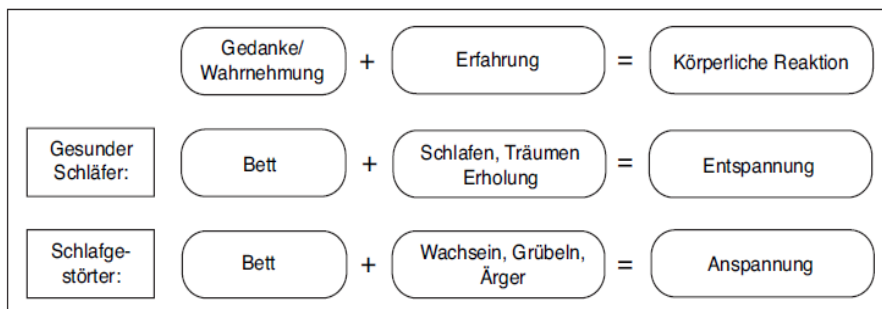 Gedanke/
Wahrnehmung
+
Erfahrung
=
Körperliche Reaktion
Gesunder
Schläfer:
Bett
+
Schlafen, Träumen
Erholung
=
Entspannung
Schlafge-
störter:
Bett
+
Wachsein, Grübeln,
Ärger
=
Anspannung